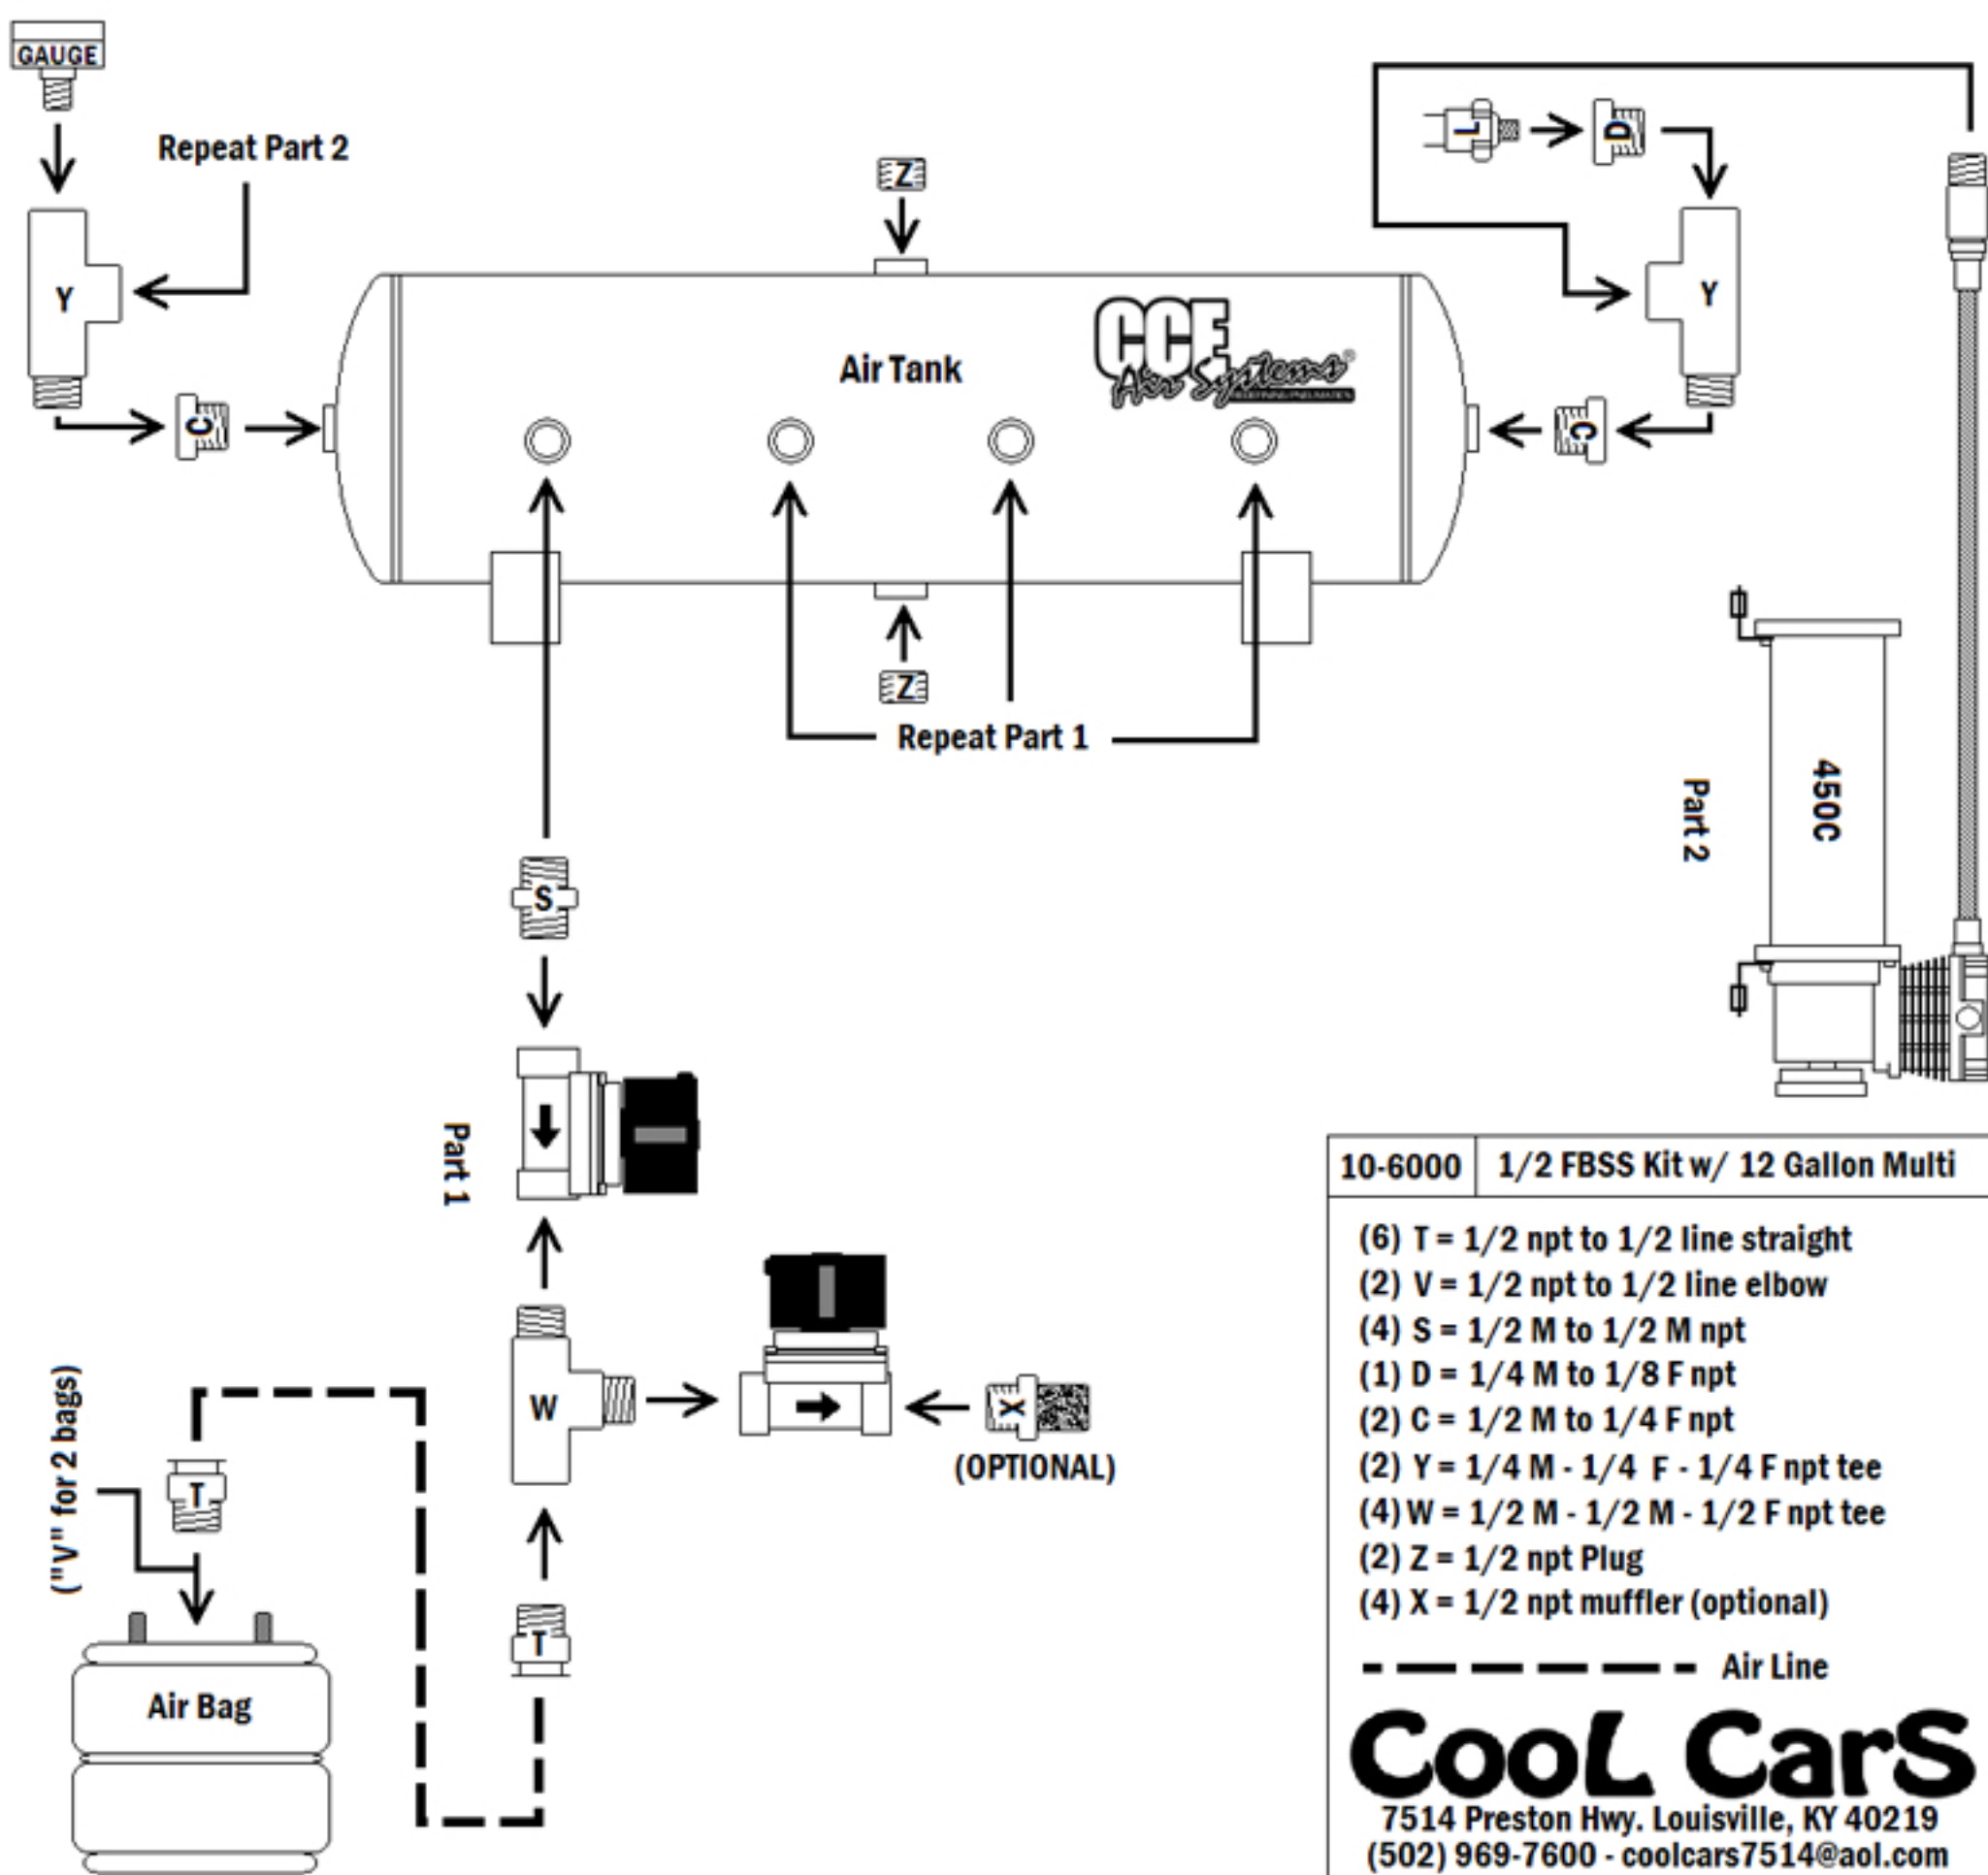 GAUGE
Repeat Part 2
Y
C
Z
L
D
Y
C
Air Tank
CCE
Air Systems®
REDEFINING PNEUMATICS
Z
Repeat Part 1
450C
Part 2
S
Part 1
W
X
(OPTIONAL)
T
("V" for 2 bags)
T
Air Bag
10-6000 1/2 FBSS Kit w/ 12 Gallon Multi
(6) T = 1/2 npt to 1/2 line straight
(2) V = 1/2 npt to 1/2 line elbow
(4) S = 1/2 M to 1/2 M npt
(1) D = 1/4 M to 1/8 F npt
(2) C = 1/2 M to 1/4 F npt
(2) Y = 1/4 M - 1/4 F - 1/4 F npt tee
(4) W = 1/2 M - 1/2 M - 1/2 F npt tee
(2) Z = 1/2 npt Plug
(4) X = 1/2 npt muffler (optional)
Air Line
CooL CarS
7514 Preston Hwy. Louisville, KY 40219
(502) 969-7600 - coolcars7514@aol.com